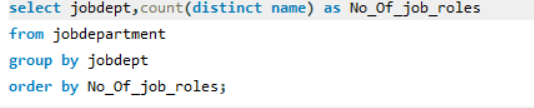 select jobdept,count(distinct name) as No_Of_job_roles
from jobdepartment
group by jobdept
order by No_Of_job_roles;